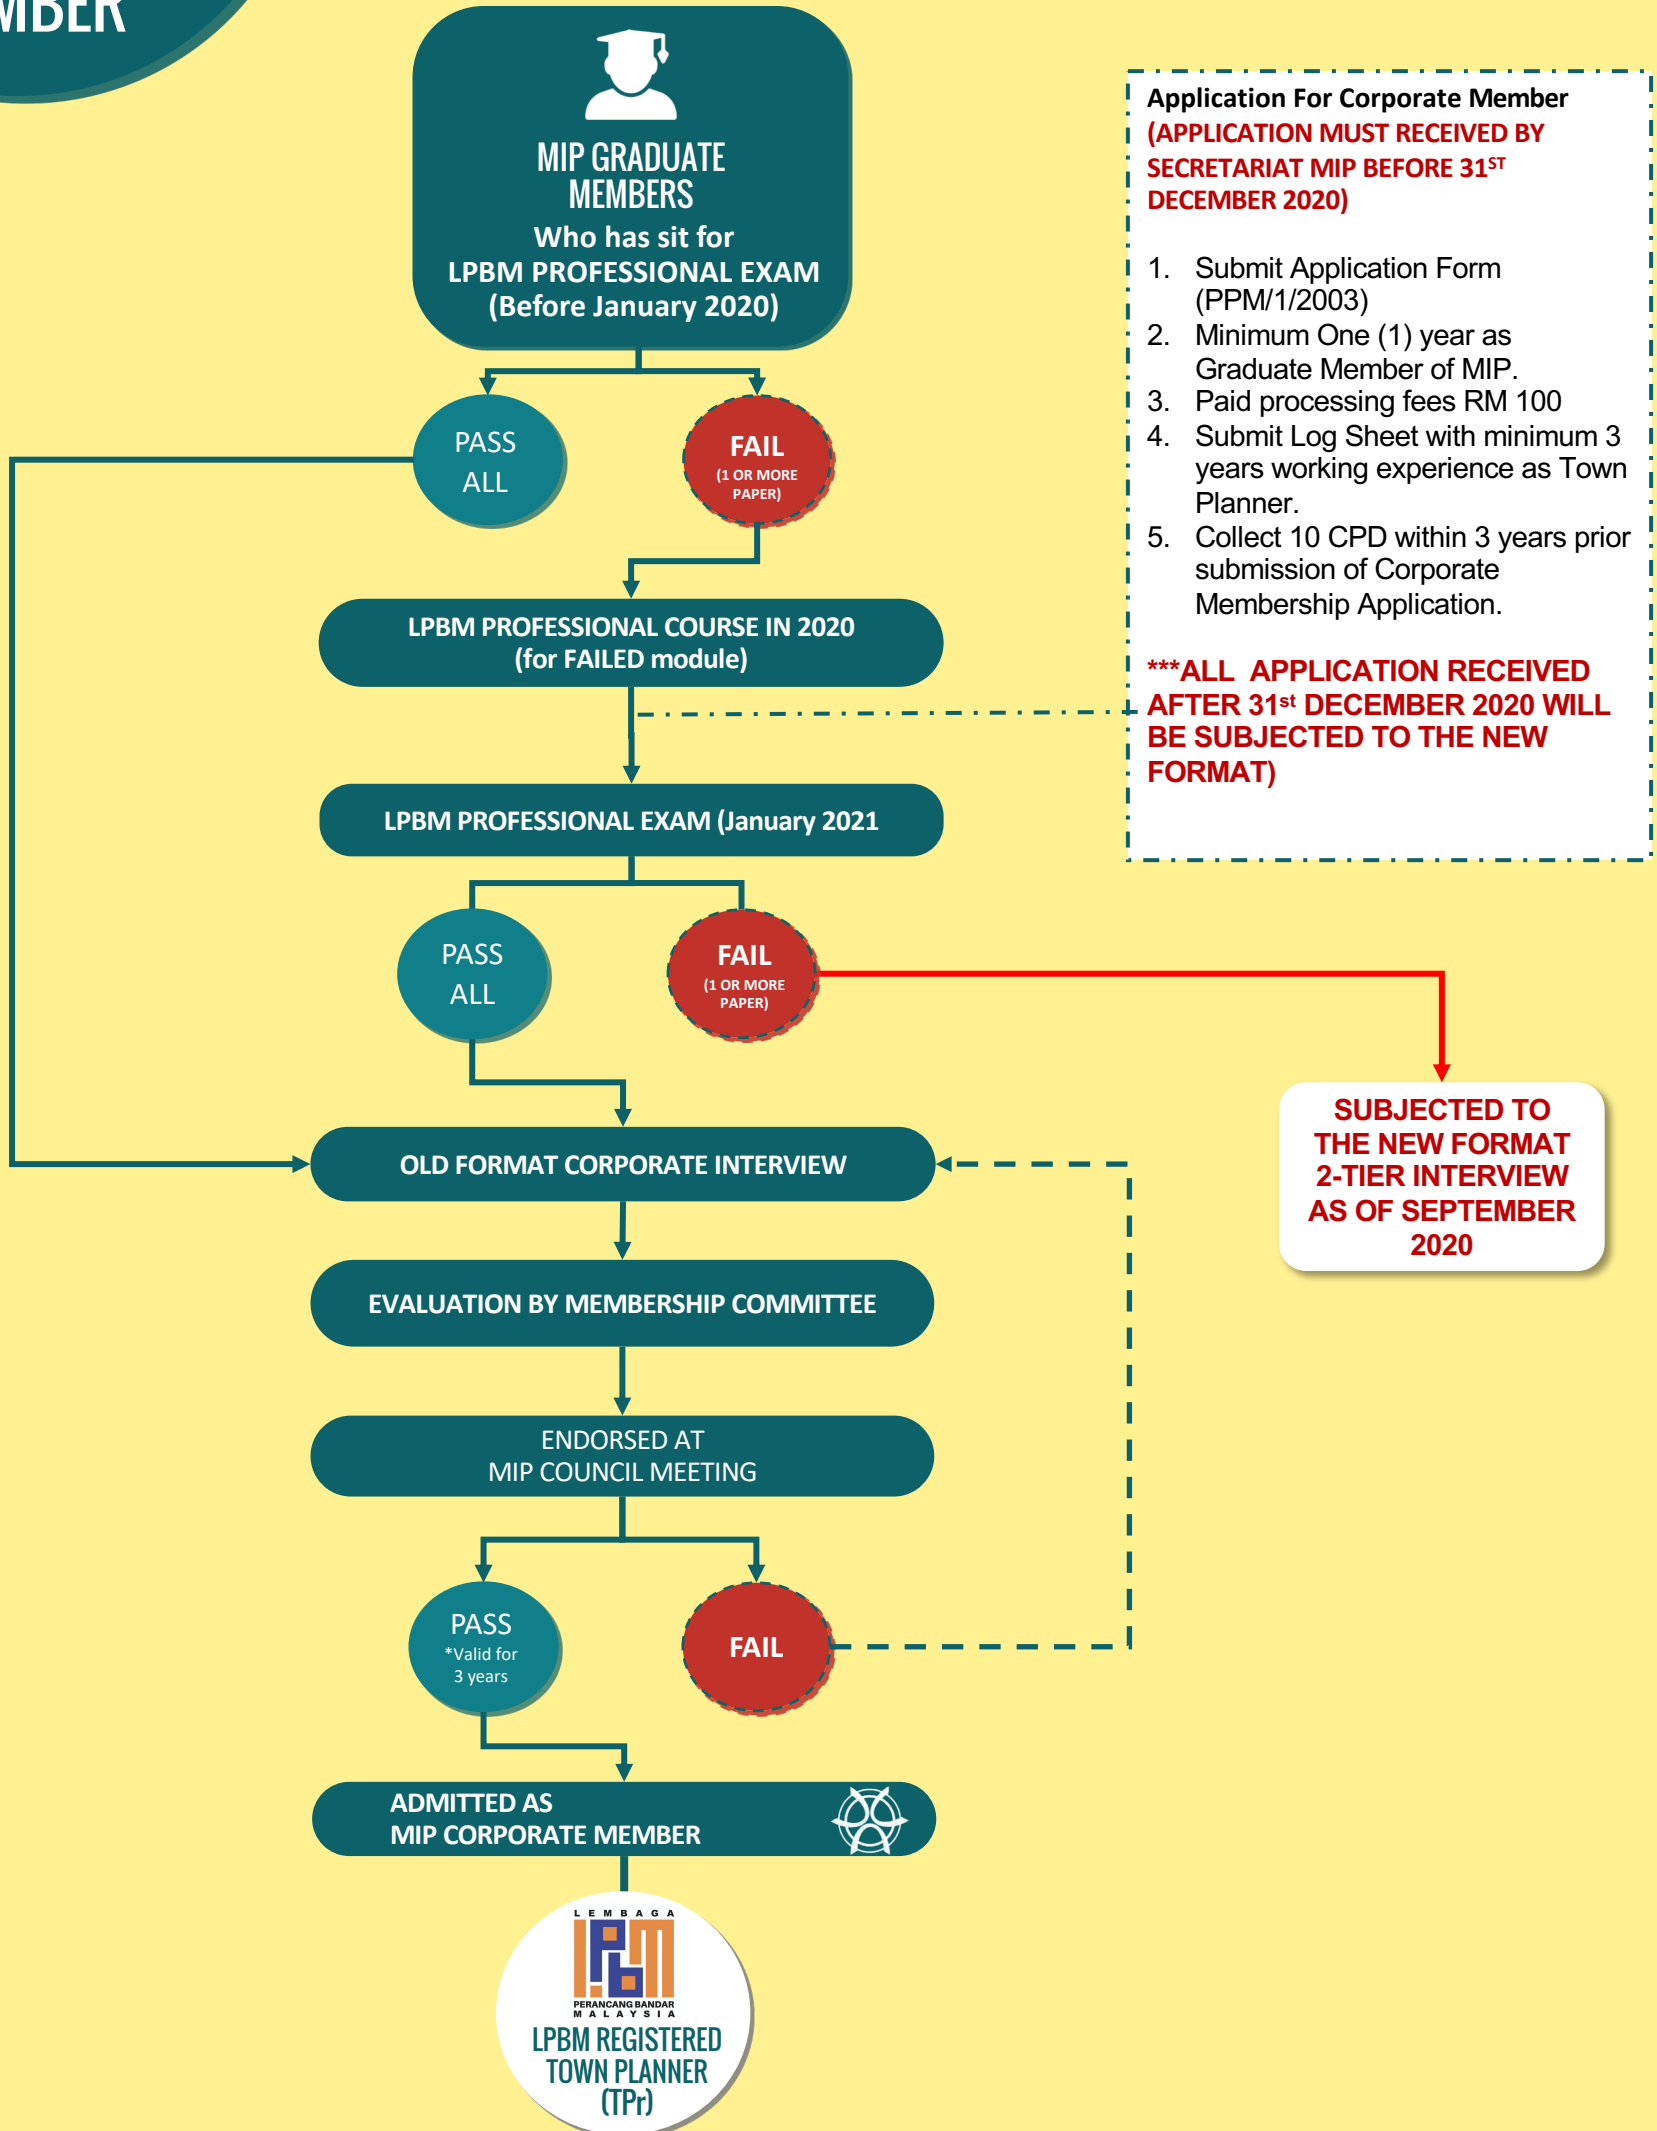 MIP GRADUATE
MEMBERS
Who has sit for
LPBM PROFESSIONAL EXAM
(Before January 2020)
PASS
ALL
FAIL
(1 OR MORE
PAPER)
LPBM PROFESSIONAL COURSE IN 2020
(for FAILED module)
LPBM PROFESSIONAL EXAM (January 2021
PASS
ALL
FAIL
(1 OR MORE
PAPER)
OLD FORMAT CORPORATE INTERVIEW
EVALUATION BY MEMBERSHIP COMMITTEE
ENDORSED AT
MIP COUNCIL MEETING
PASS
*Valid for
3 years
FAIL
ADMITTED AS
MIP CORPORATE MEMBER
LEMBAGA
LPbM
PERANCANG BANDAR
MALAYSIA
LPBM REGISTERED
TOWN PLANNER
(TPr)
Application For Corporate Member
(APPLICATION MUST RECEIVED BY
SECRETARIAT MIP BEFORE 31ST
DECEMBER 2020)
1. Submit Application Form
(PPM/1/2003)
2. Minimum One (1) year as
Graduate Member of MIP.
3. Paid processing fees RM 100
4. Submit Log Sheet with minimum 3
years working experience as Town
Planner.
5. Collect 10 CPD within 3 years prior
submission of Corporate
Membership Application.
***ALL APPLICATION RECEIVED
AFTER 31st DECEMBER 2020 WILL
BE SUBJECTED TO THE NEW
FORMAT)
SUBJECTED TO
THE NEW FORMAT
2-TIER INTERVIEW
AS OF SEPTEMBER
2020